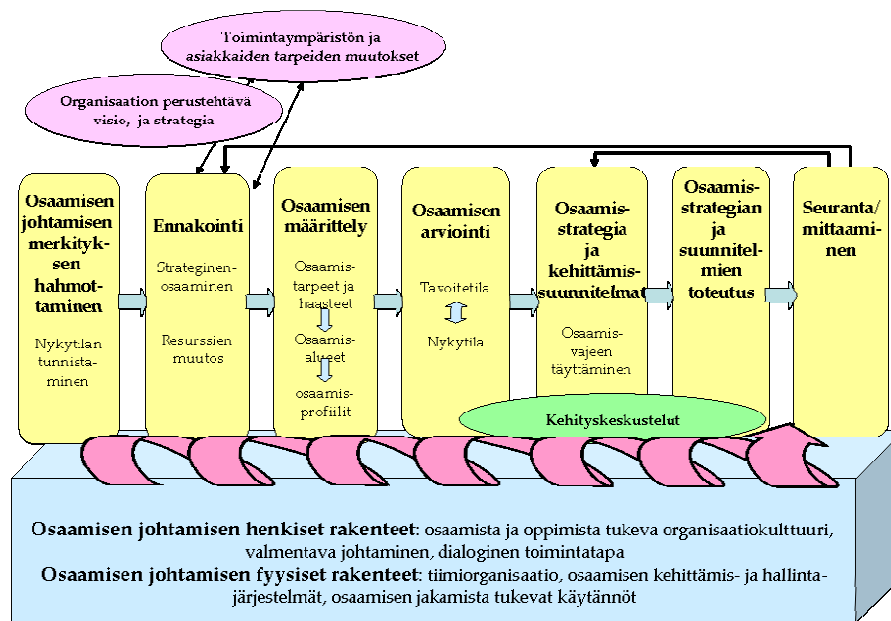 Toimintaympäristön ja
asiakkaiden tarpeiden muutokset
Organisaation perustehtävä
visio, ja strategia
Osaamisen
johtamisen
merkityk-
sen
hahmot-
taminen
Nykytilan
tunnista-
minen
Ennakointi
Strateginen
osaaminen
Resurssien
muutos
Osaamisen
määrittely
Osaamis-
tarpeet ja
haasteet
Osaamis-
alueet
osaamis-
profiilit
Osaamisen
arviointi
Tavoitetila
Nykytila
Osaamis-
strategia
ja
kehittämis-
suunnitelmat
Osaamis-
vajeen
täyttäminen
Osaamis-
strategian
ja
suunnitel-
mien
toteutus
Seuranta/
mittaami-
nen
Kehityskeskustelut
Osaamisen johtamisen henkiset rakenteet: osaamista ja oppimista tukeva organisaatiokulttuuri,
valmentava johtaminen, dialoginen toimintatapa
Osaamisen johtamisen fyysiset rakenteet: tiimiorganisaatio, osaamisen kehittämis- ja hallinta-
järjestelmät, osaamisen jakamista tukevat käytännöt